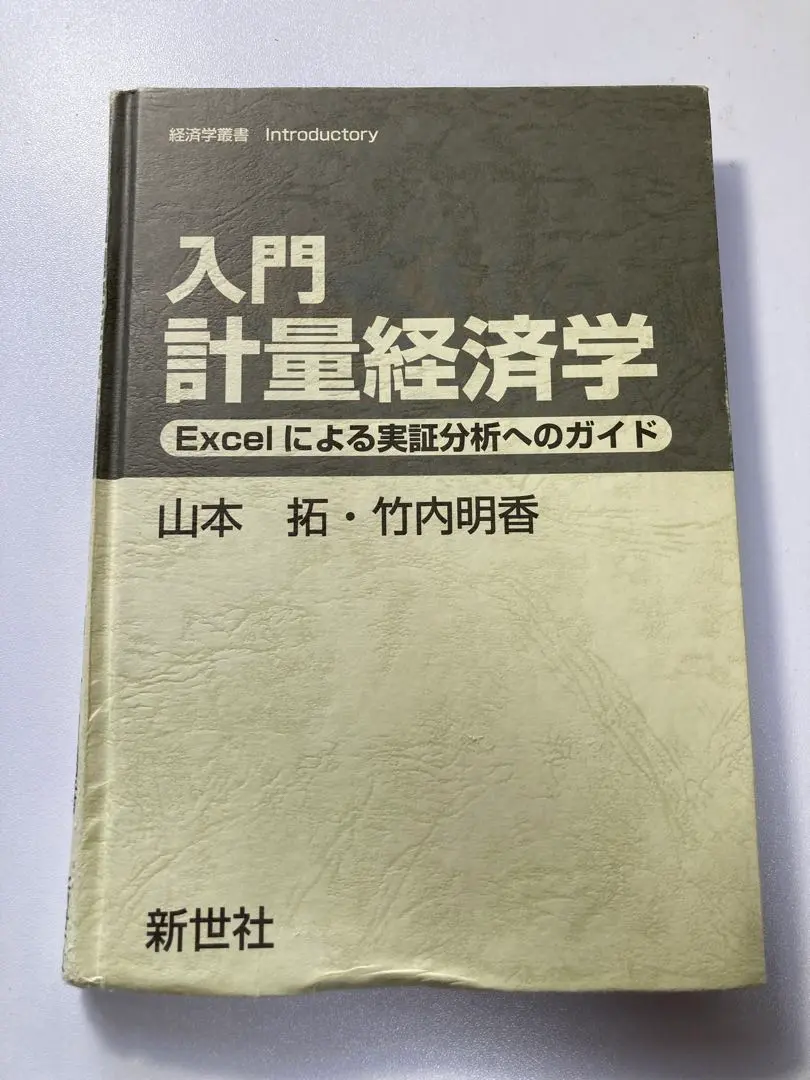 経済学叢書　Introductory
入門
計量経済学
Excelによる実証分析へのガイド
山本　拓・竹内明香
新世社